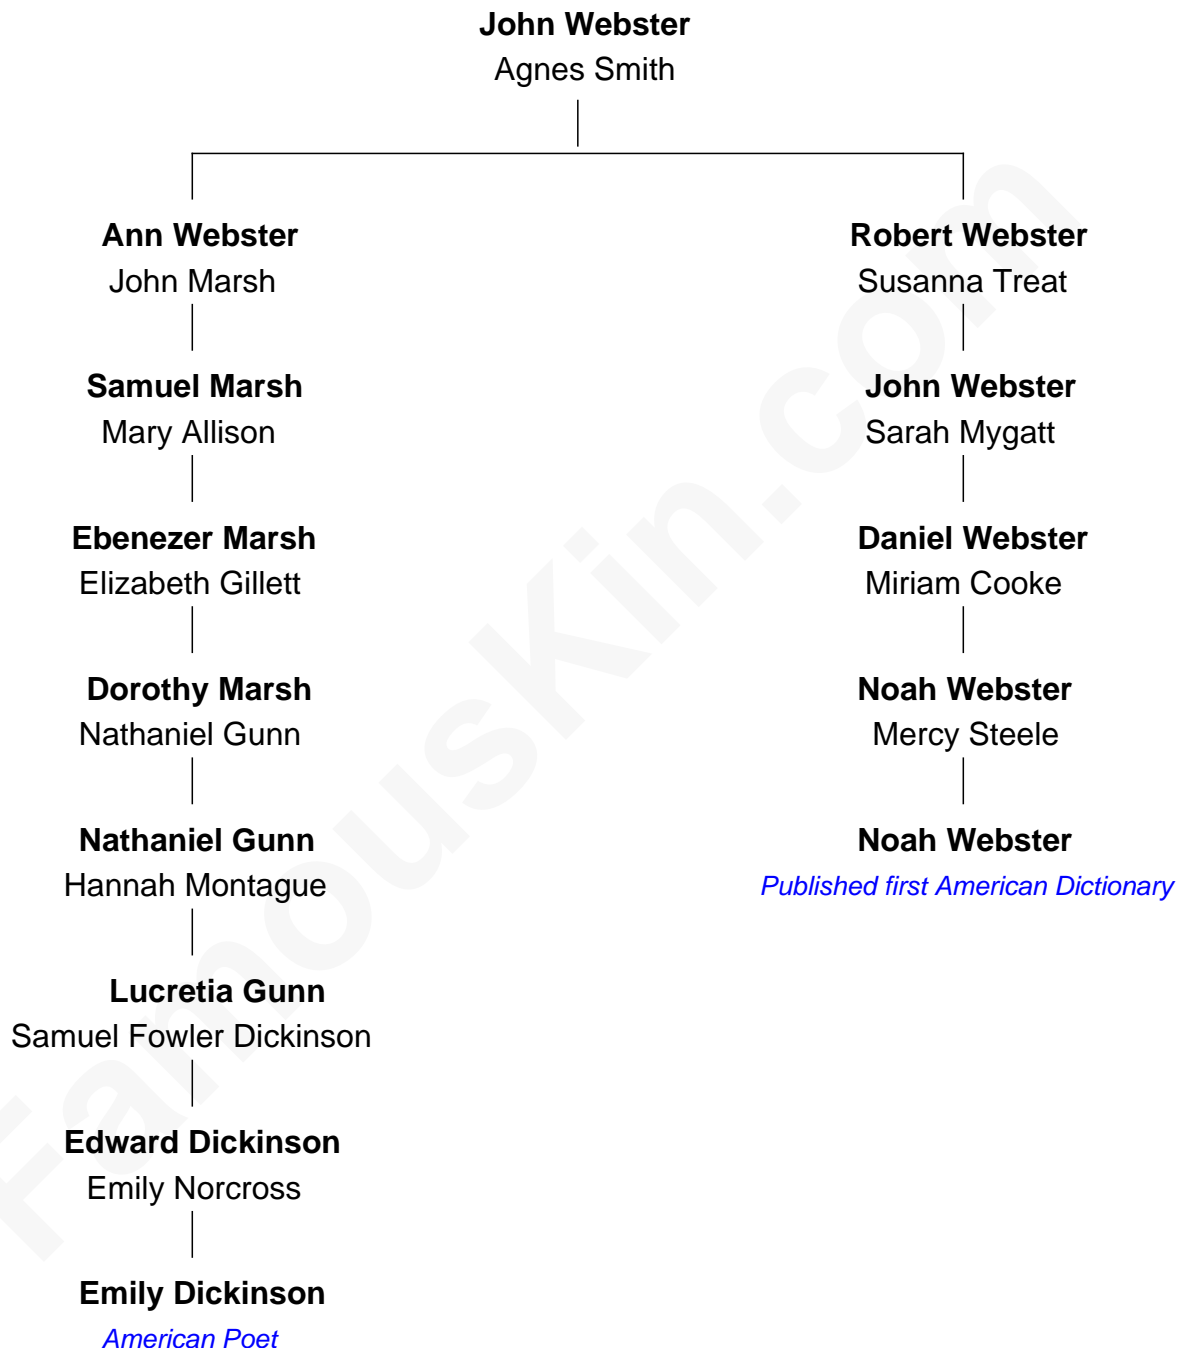 John Webster
Agnes Smith
Ann Webster
John Marsh
Samuel Marsh
Mary Allison
Ebenezer Marsh
Elizabeth Gillett
Dorothy Marsh
Nathaniel Gunn
Nathaniel Gunn
Hannah Montague
Lucretia Gunn
Samuel Fowler Dickinson
Edward Dickinson
Emily Norcross
Emily Dickinson
American Poet
Robert Webster
Susanna Treat
John Webster
Sarah Mygatt
Daniel Webster
Miriam Cooke
Noah Webster
Mercy Steele
Noah Webster
Published first American Dictionary
FamousKin.com